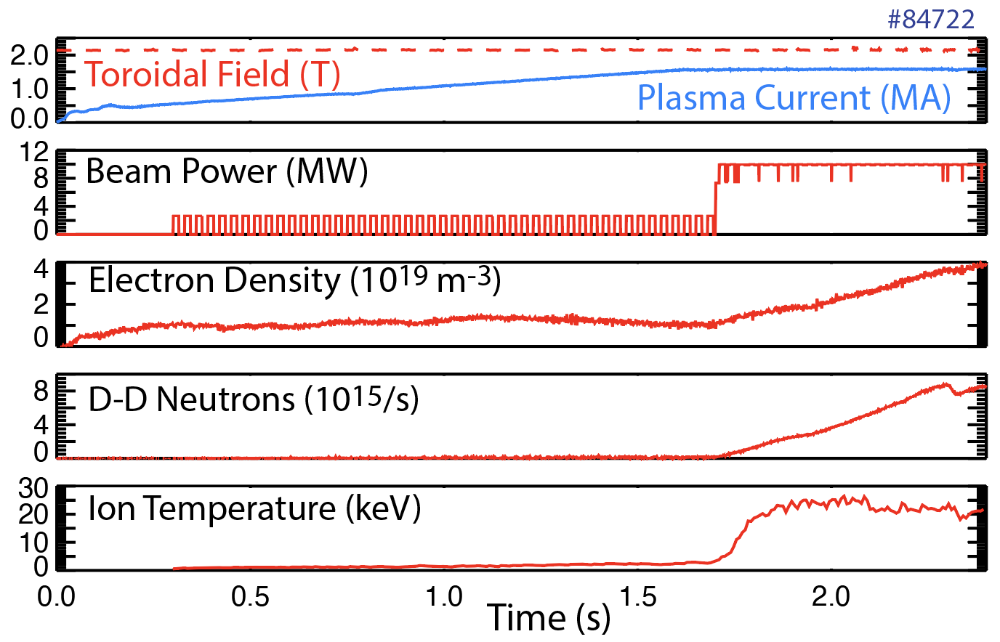 #84722
2.0
Toroidal Field (T)
1.0
Plasma Current (MA)
0.0
12
Beam Power (MW)
8
4
0
4
Electron Density (10¹⁹ m⁻³)
2
0
8
D-D Neutrons (10¹⁵/s)
4
0
30
Ion Temperature (keV)
20
10
0
0.0 0.5 1.0 1.5 2.0
Time (s)